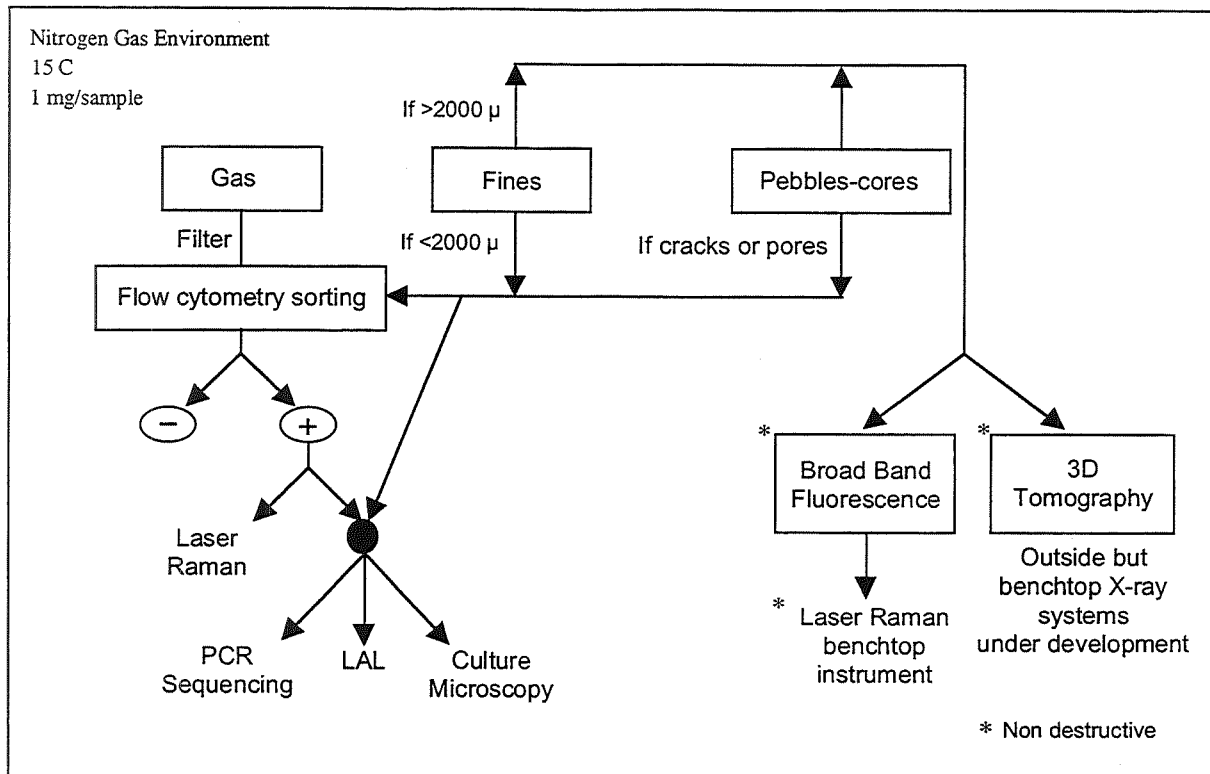 Nitrogen Gas Environment
15 C
1 mg/sample
If >2000 µ
Gas
Fines
Pebbles-cores
Filter
If <2000 µ
If cracks or pores
Flow cytometry sorting
−
+
Laser
Raman
PCR
Sequencing
LAL
Culture
Microscopy
*
Broad Band
Fluorescence
*
3D
Tomography
Outside but
benchtop X-ray
systems
under development
* Laser Raman
benchtop
instrument
* Non destructive